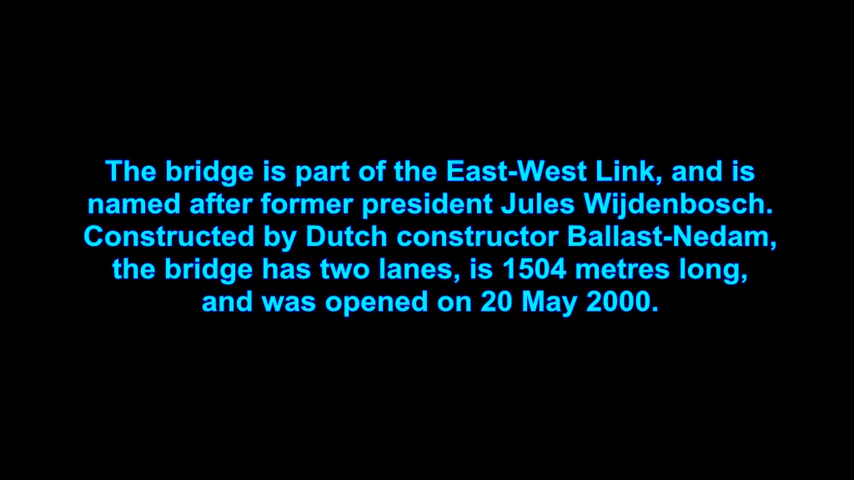 The bridge is part of the East-West Link, and is
named after former president Jules Wijdenbosch.
Constructed by Dutch constructor Ballast-Nedam,
the bridge has two lanes, is 1504 metres long,
and was opened on 20 May 2000.